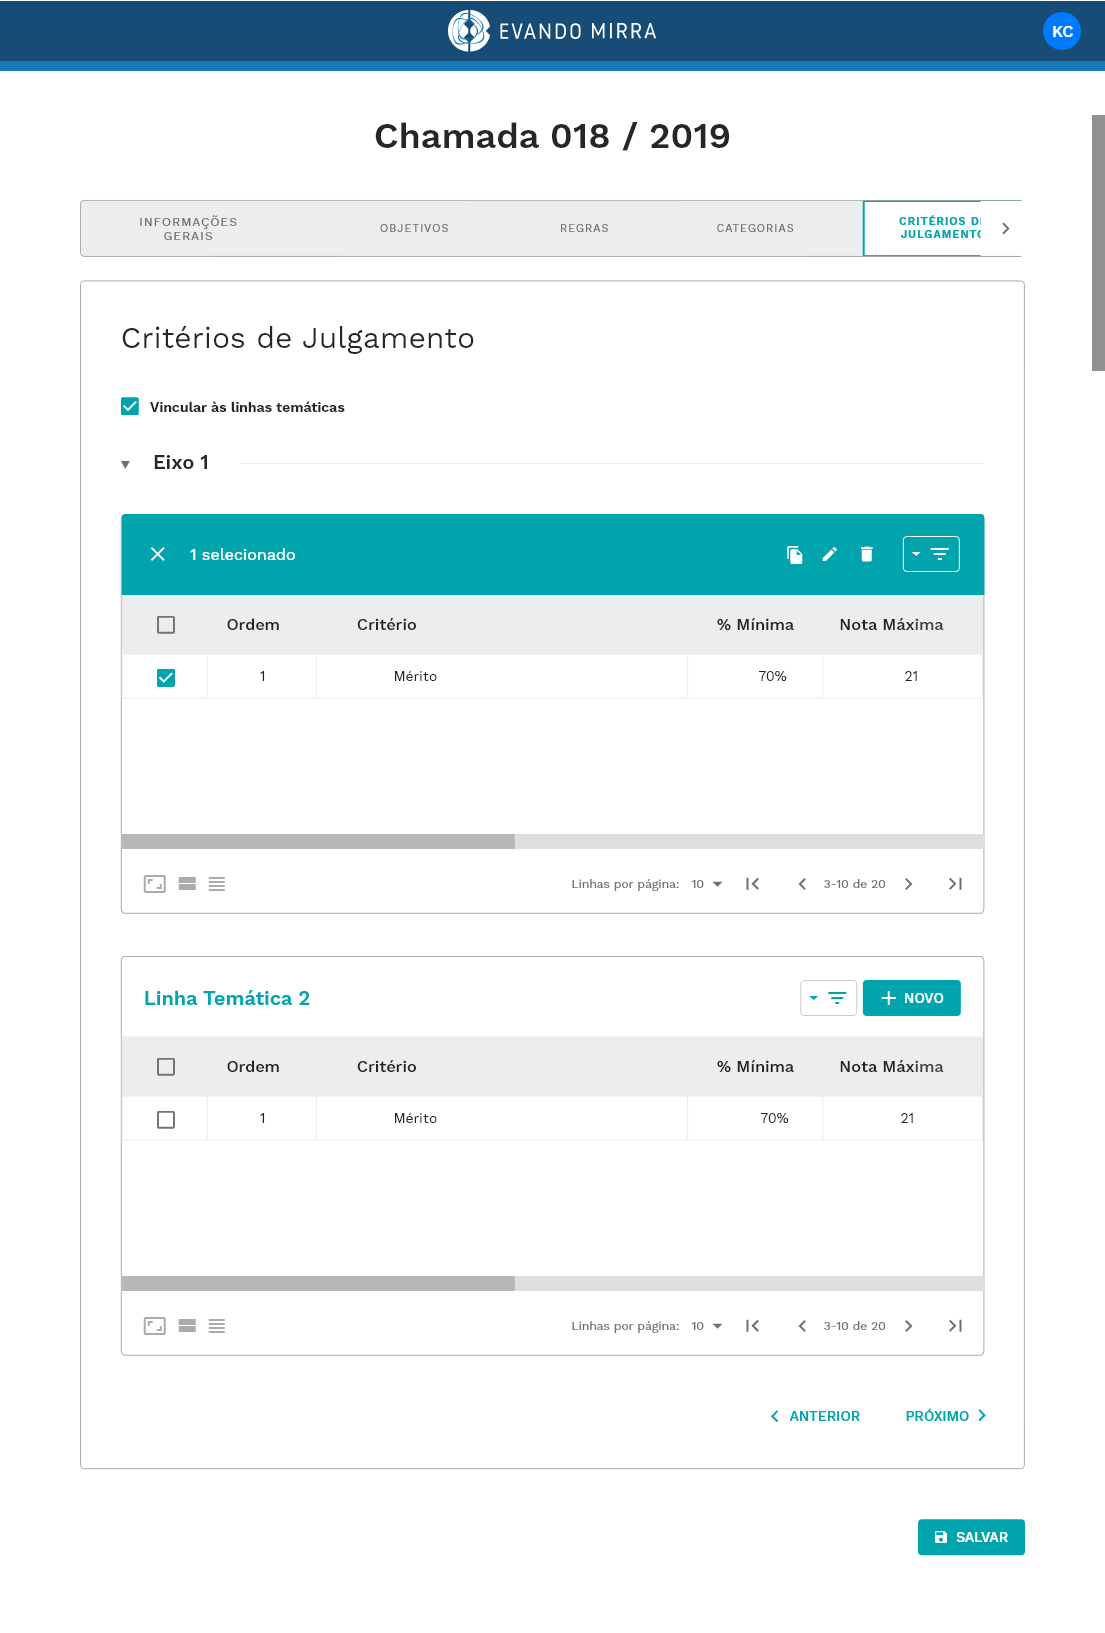 EVANDO MIRRA
KC
Chamada 018 / 2019
INFORMAÇÕES
GERAIS
OBJETIVOS
REGRAS
CATEGORIAS
CRITÉRIOS D
JULGAMENTO
Critérios de Julgamento
Vincular às linhas temáticas
Eixo 1
1 selecionado
Ordem Critério % Mínima Nota Máxima
1 Mérito 70% 21
Linhas por página: 10 3-10 de 20
Linha Temática 2
NOVO
Ordem Critério % Mínima Nota Máxima
1 Mérito 70% 21
Linhas por página: 10 3-10 de 20
ANTERIOR PRÓXIMO
SALVAR